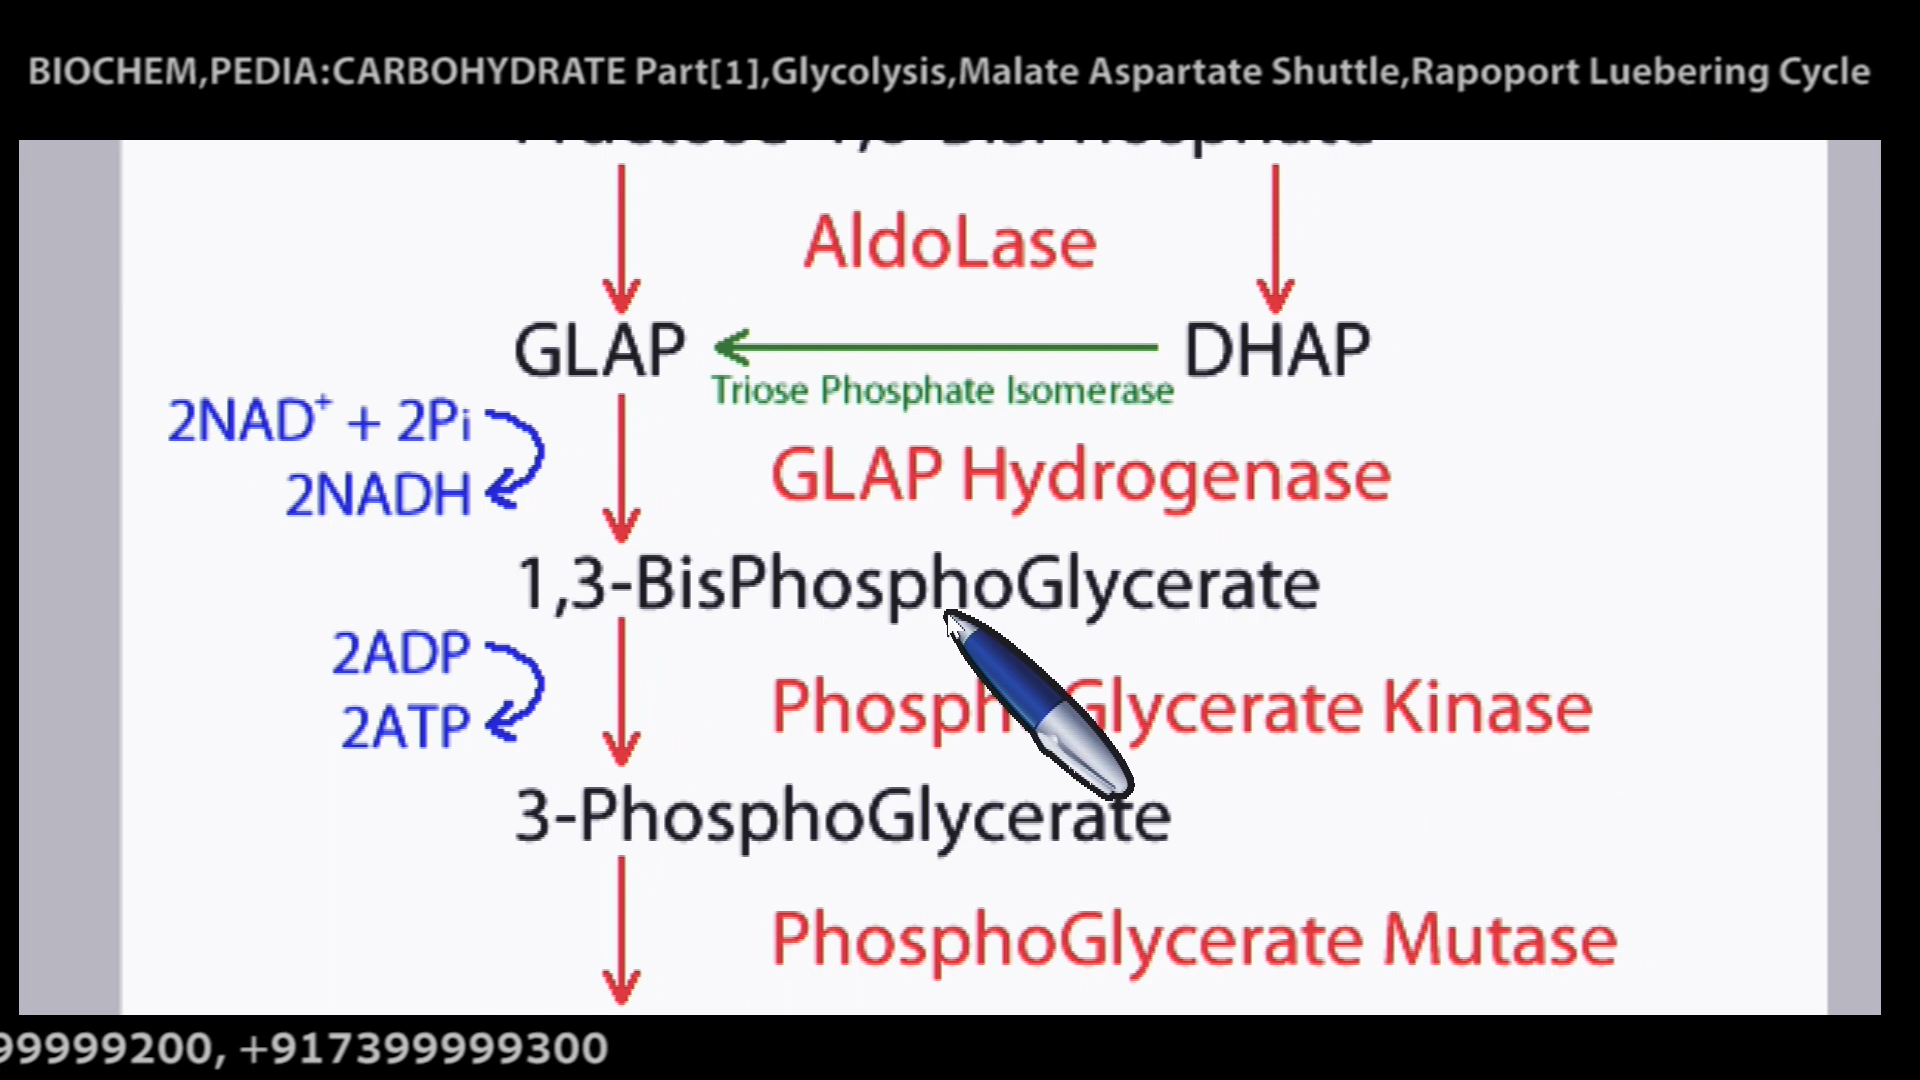 BIOCHEM,PEDIA:CARBOHYDRATE Part[1],Glycolysis,Malate Aspartate Shuttle,Rapoport Luebering Cycle
AldoLase
GLAP
DHAP
Triose Phosphate Isomerase
2NAD⁺ + 2Pi
GLAP Hydrogenase
2NADH
1,3-BisPhosphoGlycerate
2ADP
PhosphoGlycerate Kinase
2ATP
3-PhosphoGlycerate
PhosphoGlycerate Mutase
99999200, +917399999300